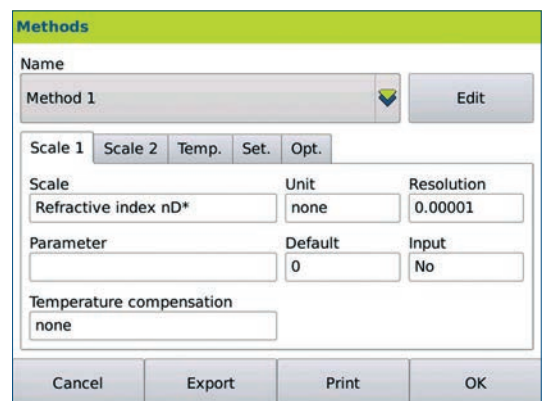 Methods
Name
Method 1
Edit
Scale 1 Scale 2 Temp. Set. Opt.
Scale Unit Resolution
Refractive index nD* none 0.00001
Parameter Default Input
0 No
Temperature compensation
none
Cancel Export Print OK